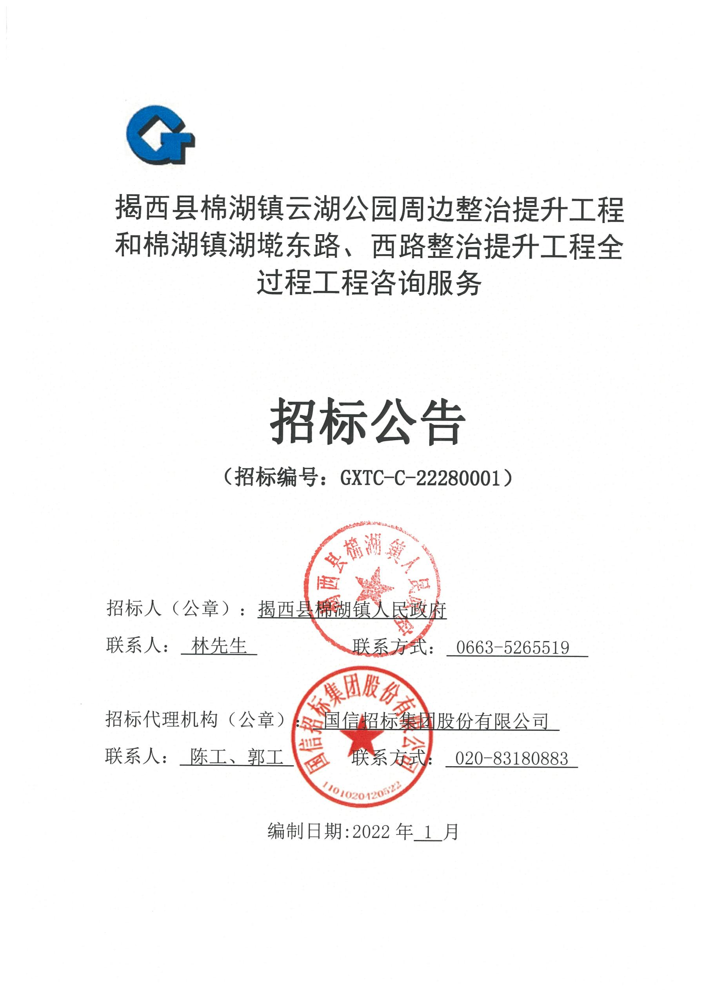 揭西县棉湖镇云湖公园周边整治提升工程
和棉湖镇湖墘东路、西路整治提升工程全
过程工程咨询服务
招标公告
（招标编号：GXTC-C-22280001）
揭西县棉湖镇人民政府
招标人（公章）：揭西县棉湖镇人民政府
联系人： 林先生 联系方式： 0663-5265519
国信招标集团股份有限公司
招标代理机构（公章）： 国信招标集团股份有限公司
联系人： 陈工、郭工 联系方式： 020-83180883
1101020420522
编制日期:2022 年 1 月